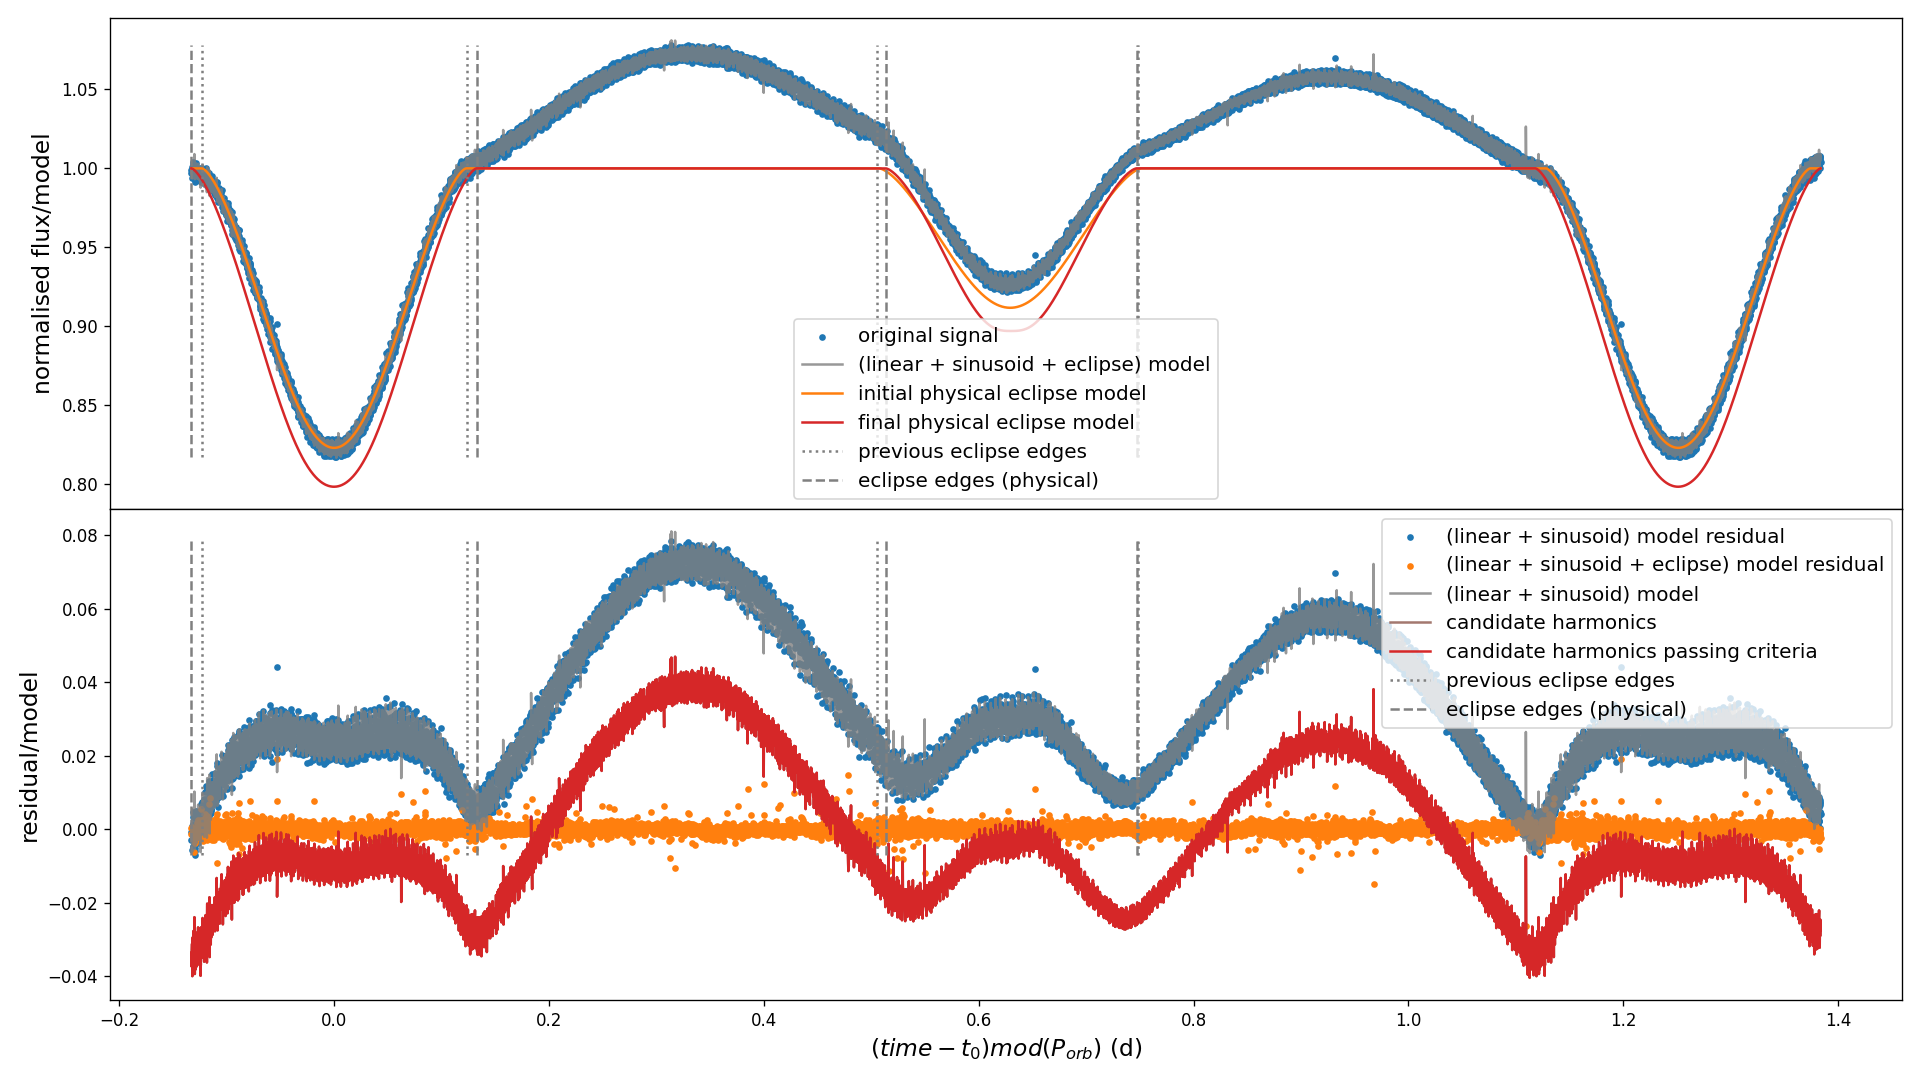 normalised flux/model
1.05
1.00
0.95
0.90
0.85
0.80
original signal
(linear + sinusoid + eclipse) model
initial physical eclipse model
final physical eclipse model
previous eclipse edges
eclipse edges (physical)
residual/model
0.08
0.06
0.04
0.02
0.00
−0.02
−0.04
(linear + sinusoid) model residual
(linear + sinusoid + eclipse) model residual
(linear + sinusoid) model
candidate harmonics
candidate harmonics passing criteria
previous eclipse edges
eclipse edges (physical)
−0.2 0.0 0.2 0.4 0.6 0.8 1.0 1.2 1.4
(time − t₀)mod(P_orb) (d)